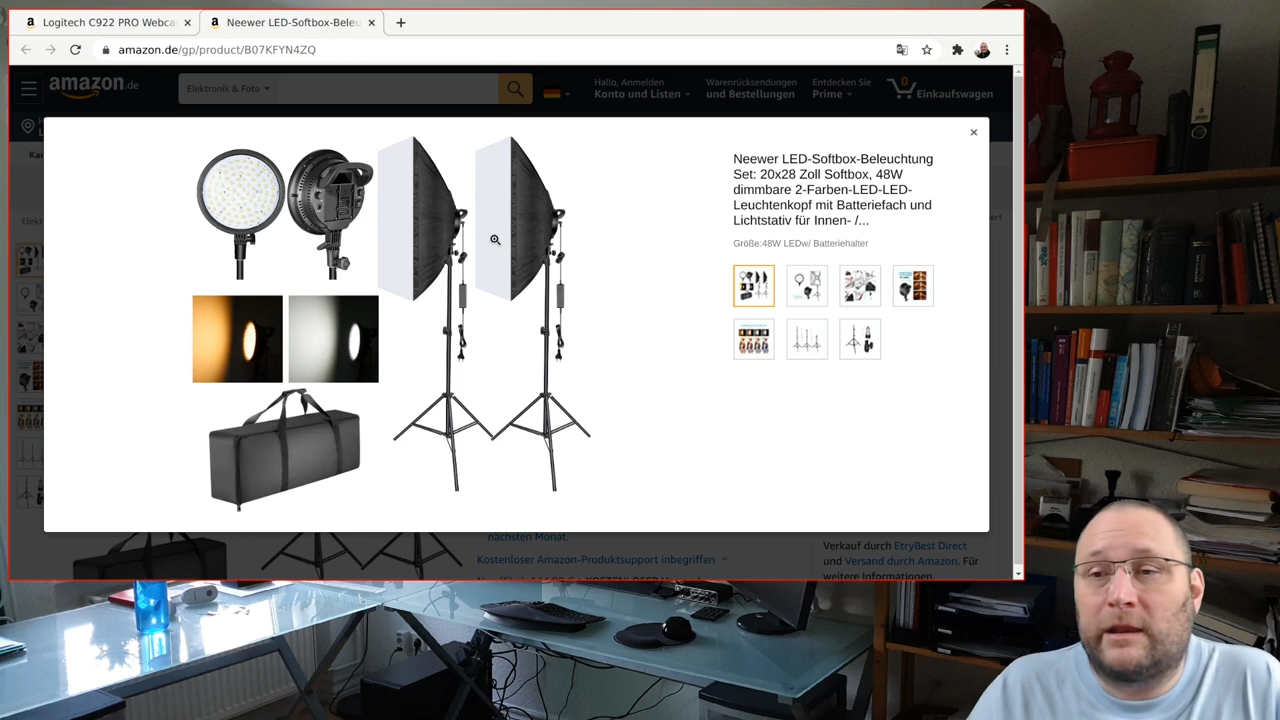 Logitech C922 PRO Webca
Neewer LED-Softbox-Beleu
amazon.de/gp/product/B07KFYN4ZQ
amazon.de
Elektronik & Foto
Hallo, Anmelden
Konto und Listen
Warenrücksendungen
und Bestellungen
Entdecken Sie
Prime
0
Einkaufswagen
Neewer LED-Softbox-Beleuchtung
Set: 20x28 Zoll Softbox, 48W
dimmbare 2-Farben-LED-LED-
Leuchtenkopf mit Batteriefach und
Lichtstativ für Innen- /...
Größe:48W LEDw/ Batteriehalter
nächsten Monat.
Kostenloser Amazon-Produktsupport inbegriffen
Verkauf durch EtryBest Direct
und Versand durch Amazon. Für
weitere Informationen,